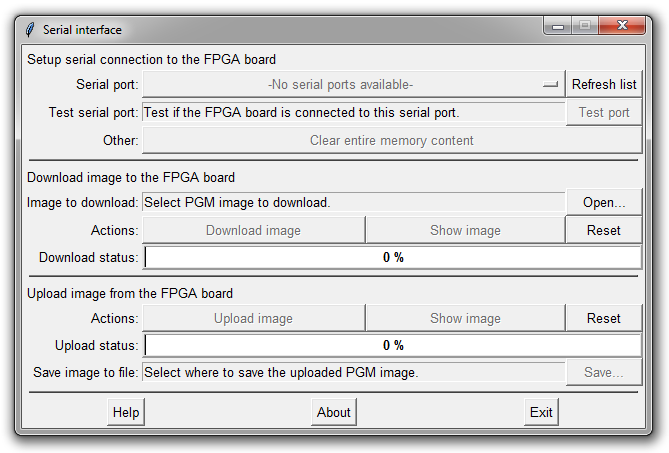 Serial interface
Setup serial connection to the FPGA board
Serial port: -No serial ports available- Refresh list
Test serial port: Test if the FPGA board is connected to this serial port. Test port
Other: Clear entire memory content
Download image to the FPGA board
Image to download: Select PGM image to download. Open...
Actions: Download image Show image Reset
Download status: 0 %
Upload image from the FPGA board
Actions: Upload image Show image Reset
Upload status: 0 %
Save image to file: Select where to save the uploaded PGM image. Save...
Help About Exit